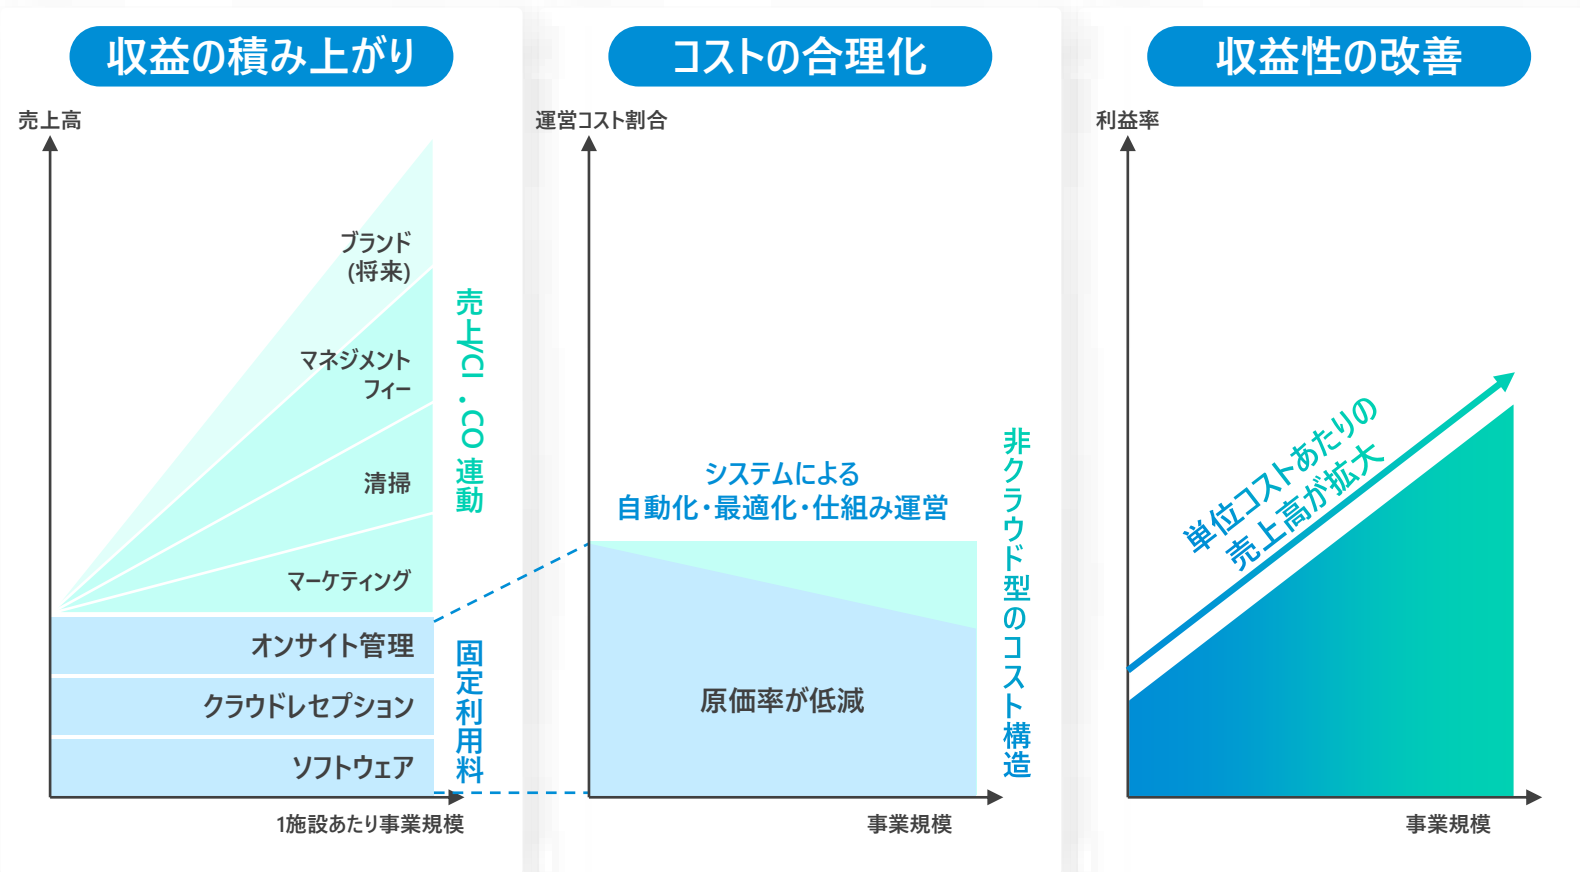 収益の積み上がり
売上高
ブランド
(将来)
マネジメント
フィー
清掃
マーケティング
オンサイト管理
クラウドレセプション
ソフトウェア
売上/CI.CO連動
固定利用料
1施設あたり事業規模
コストの合理化
運営コスト割合
システムによる
自動化・最適化・仕組み運営
原価率が低減
非クラウド型のコスト構造
事業規模
収益性の改善
利益率
単位コストあたりの
売上高が拡大
事業規模